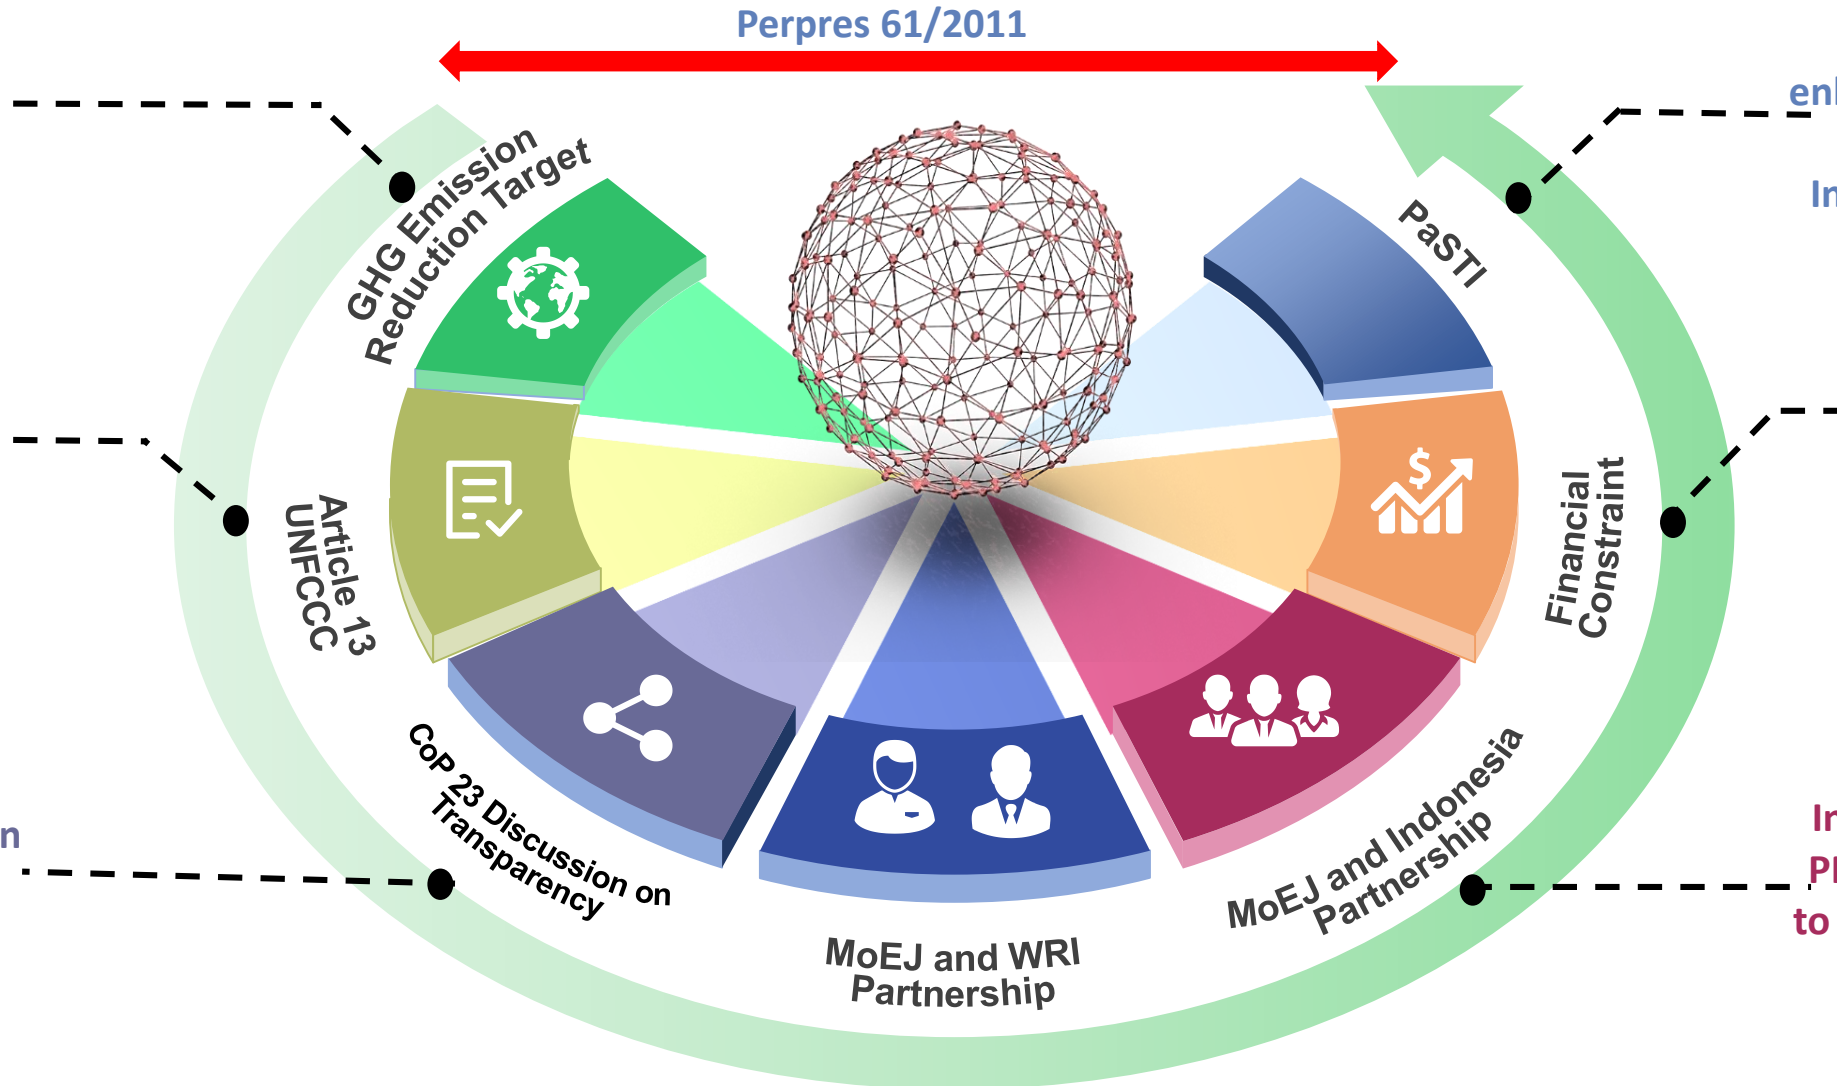 Perpres 61/2011
GHG Emission
Reduction Target
Article 13
UNFCCC
CoP 23 Discussion on
Transparency
MoEJ and WRI
Partnership
MoEJ and Indonesia
Partnership
Financial
Constraint
$
PaSTI
to